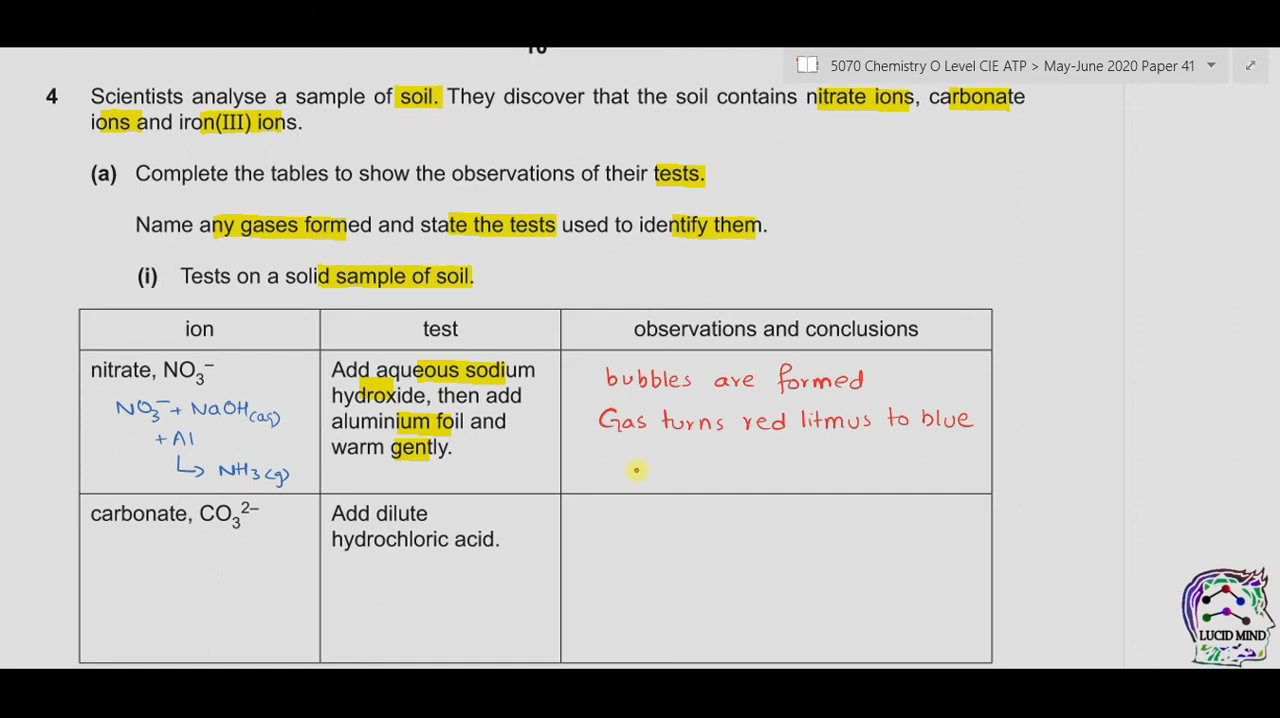 10
5070 Chemistry O Level CIE ATP > May-June 2020 Paper 41
4 Scientists analyse a sample of soil. They discover that the soil contains nitrate ions, carbonate
ions and iron(III) ions.
(a) Complete the tables to show the observations of their tests.
Name any gases formed and state the tests used to identify them.
(i) Tests on a solid sample of soil.
ion test observations and conclusions
nitrate, NO₃⁻
NO₃⁻ + NaOH(aq)
+ Al
↳ NH₃(g)
Add aqueous sodium
hydroxide, then add
aluminium foil and
warm gently.
bubbles are formed
Gas turns red litmus to blue
carbonate, CO₃²⁻
Add dilute
hydrochloric acid.
LUCID MIND